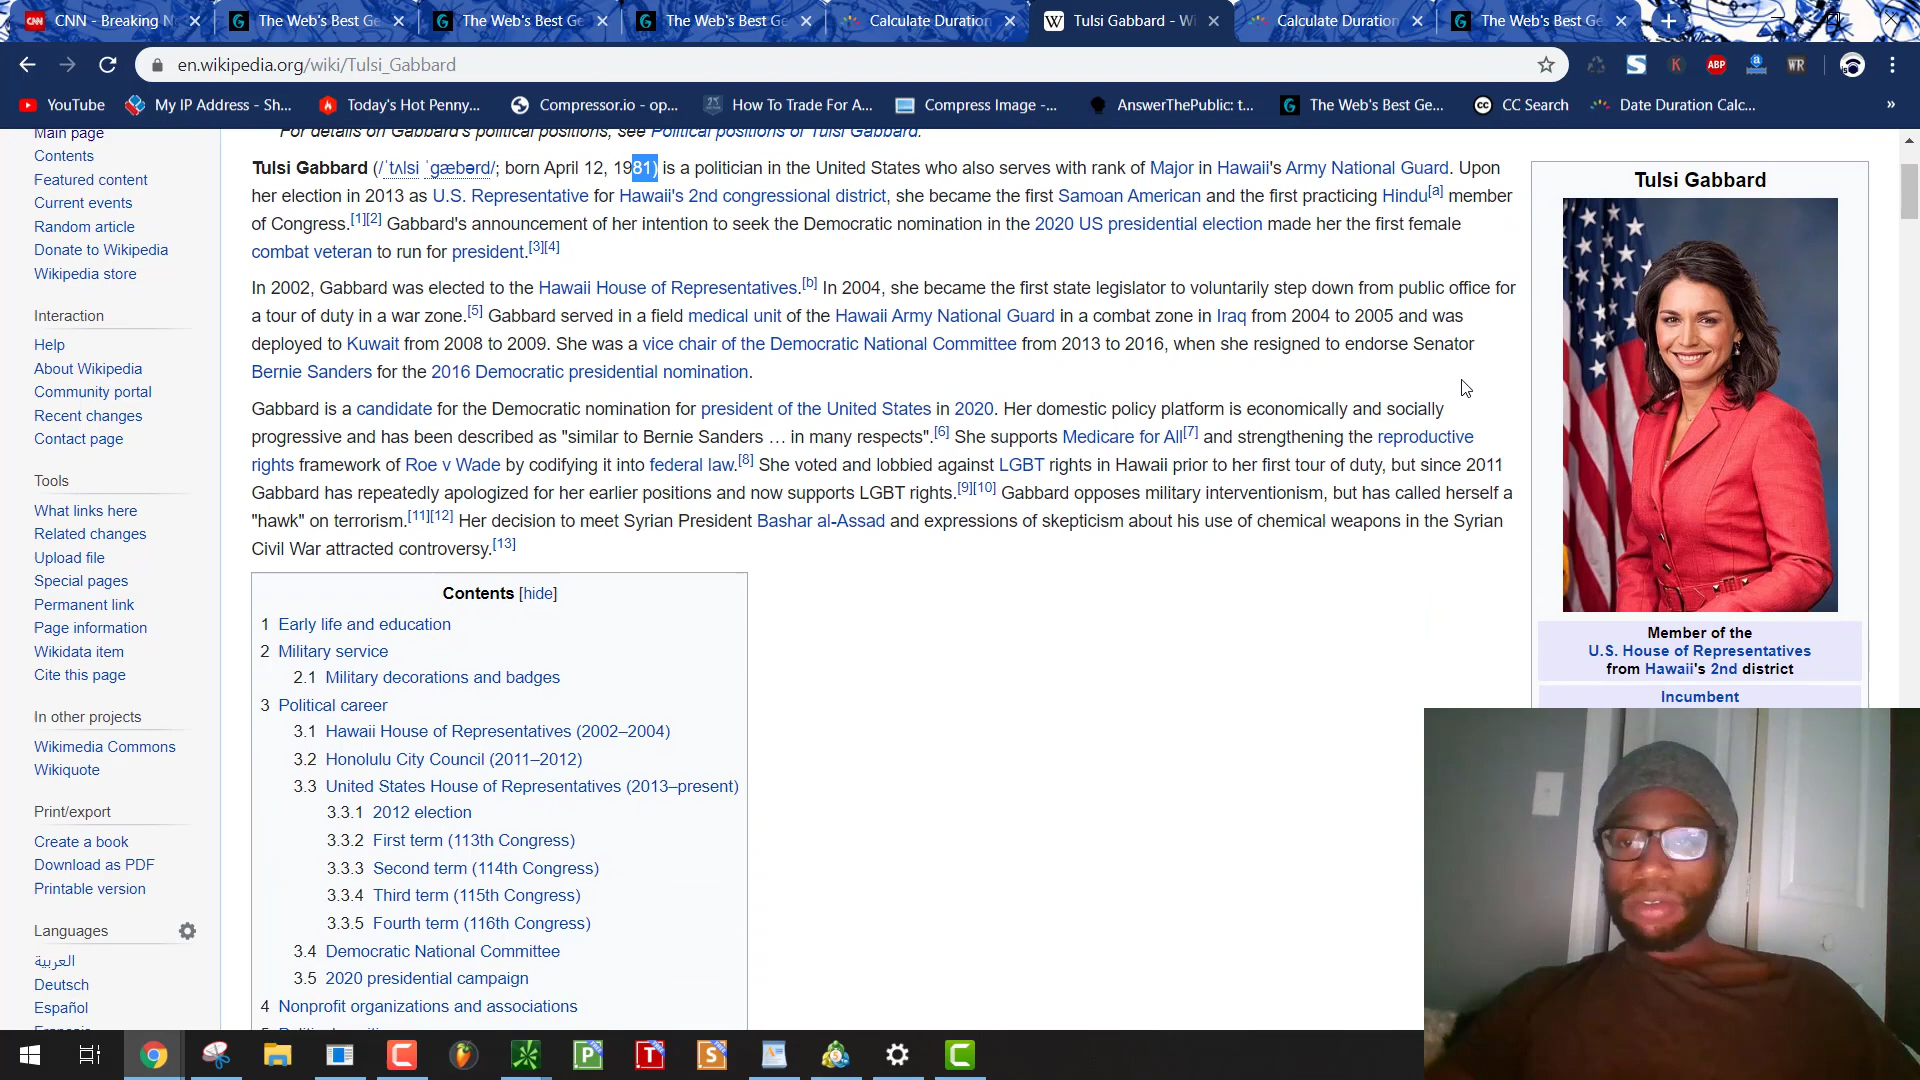 CNN - Breaking N
The Web's Best Ge
The Web's Best Ge
The Web's Best Ge
Calculate Duration
Tulsi Gabbard - Wi
Calculate Duration
The Web's Best Ge
en.wikipedia.org/wiki/Tulsi_Gabbard
YouTube
My IP Address - Sh...
Today's Hot Penny...
Compressor.io - op...
How To Trade For A...
Compress Image -...
AnswerThePublic: t...
The Web's Best Ge...
CC Search
Date Duration Calc...
Main page
Contents
Featured content
Current events
Random article
Donate to Wikipedia
Wikipedia store
Interaction
Help
About Wikipedia
Community portal
Recent changes
Contact page
Tools
What links here
Related changes
Upload file
Special pages
Permanent link
Page information
Wikidata item
Cite this page
In other projects
Wikimedia Commons
Wikiquote
Print/export
Create a book
Download as PDF
Printable version
Languages
العربية
Deutsch
Español
For details on Gabbard's political positions, see Political positions of Tulsi Gabbard.
Tulsi Gabbard (/ˈtʌlsi ˈɡæbərd/; born April 12, 1981) is a politician in the United States who also serves with rank of Major in Hawaii's Army National Guard. Upon
her election in 2013 as U.S. Representative for Hawaii's 2nd congressional district, she became the first Samoan American and the first practicing Hindu[a] member
of Congress.[1][2] Gabbard's announcement of her intention to seek the Democratic nomination in the 2020 US presidential election made her the first female
combat veteran to run for president.[3][4]
In 2002, Gabbard was elected to the Hawaii House of Representatives.[b] In 2004, she became the first state legislator to voluntarily step down from public office for
a tour of duty in a war zone.[5] Gabbard served in a field medical unit of the Hawaii Army National Guard in a combat zone in Iraq from 2004 to 2005 and was
deployed to Kuwait from 2008 to 2009. She was a vice chair of the Democratic National Committee from 2013 to 2016, when she resigned to endorse Senator
Bernie Sanders for the 2016 Democratic presidential nomination.
Gabbard is a candidate for the Democratic nomination for president of the United States in 2020. Her domestic policy platform is economically and socially
progressive and has been described as "similar to Bernie Sanders … in many respects".[6] She supports Medicare for All[7] and strengthening the reproductive
rights framework of Roe v Wade by codifying it into federal law.[8] She voted and lobbied against LGBT rights in Hawaii prior to her first tour of duty, but since 2011
Gabbard has repeatedly apologized for her earlier positions and now supports LGBT rights.[9][10] Gabbard opposes military interventionism, but has called herself a
"hawk" on terrorism.[11][12] Her decision to meet Syrian President Bashar al-Assad and expressions of skepticism about his use of chemical weapons in the Syrian
Civil War attracted controversy.[13]
Contents [hide]
1 Early life and education
2 Military service
2.1 Military decorations and badges
3 Political career
3.1 Hawaii House of Representatives (2002–2004)
3.2 Honolulu City Council (2011–2012)
3.3 United States House of Representatives (2013–present)
3.3.1 2012 election
3.3.2 First term (113th Congress)
3.3.3 Second term (114th Congress)
3.3.4 Third term (115th Congress)
3.3.5 Fourth term (116th Congress)
3.4 Democratic National Committee
3.5 2020 presidential campaign
4 Nonprofit organizations and associations
Tulsi Gabbard
Member of the
U.S. House of Representatives
from Hawaii's 2nd district
Incumbent